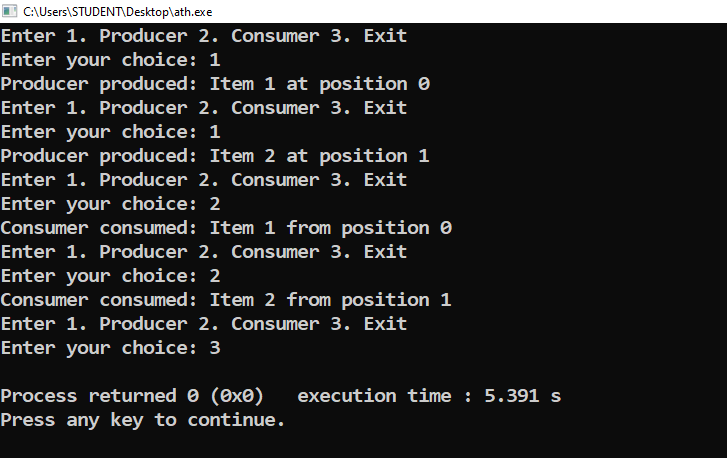 C:\Users\STUDENT\Desktop\ath.exe
Enter 1. Producer 2. Consumer 3. Exit
Enter your choice: 1
Producer produced: Item 1 at position 0
Enter 1. Producer 2. Consumer 3. Exit
Enter your choice: 1
Producer produced: Item 2 at position 1
Enter 1. Producer 2. Consumer 3. Exit
Enter your choice: 2
Consumer consumed: Item 1 from position 0
Enter 1. Producer 2. Consumer 3. Exit
Enter your choice: 2
Consumer consumed: Item 2 from position 1
Enter 1. Producer 2. Consumer 3. Exit
Enter your choice: 3
Process returned 0 (0x0)   execution time : 5.391 s
Press any key to continue.